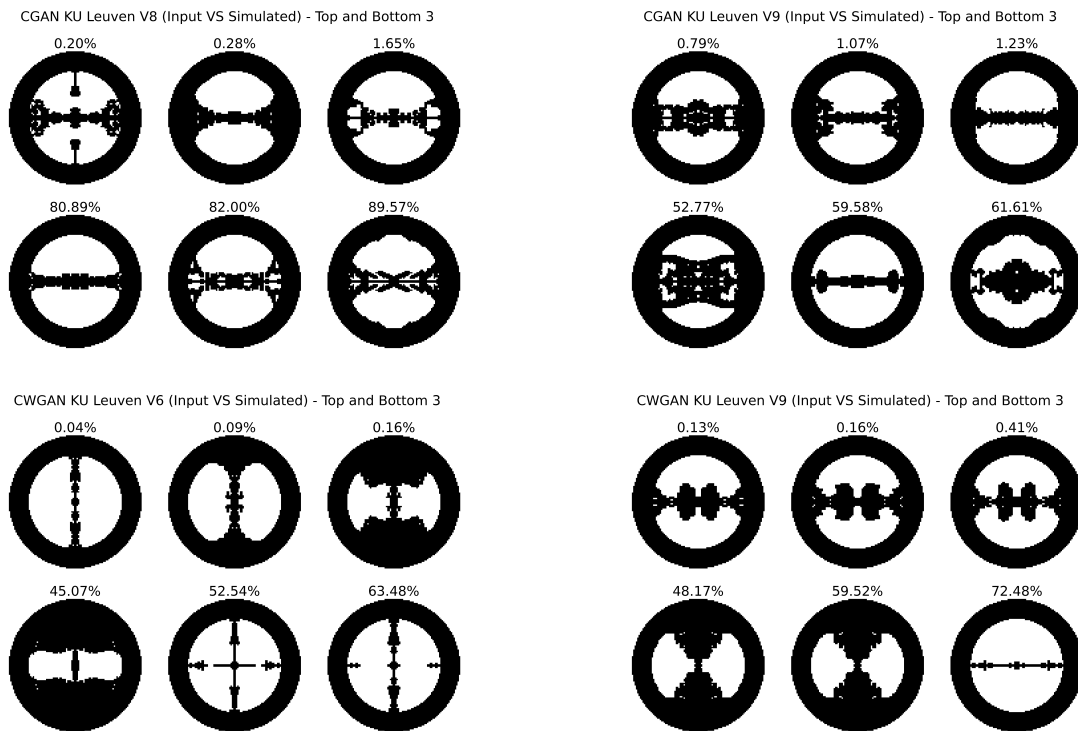 CGAN KU Leuven V8 (Input VS Simulated) - Top and Bottom 3
0.20% 0.28% 1.65%
80.89% 82.00% 89.57%
CGAN KU Leuven V9 (Input VS Simulated) - Top and Bottom 3
0.79% 1.07% 1.23%
52.77% 59.58% 61.61%
CWGAN KU Leuven V6 (Input VS Simulated) - Top and Bottom 3
0.04% 0.09% 0.16%
45.07% 52.54% 63.48%
CWGAN KU Leuven V9 (Input VS Simulated) - Top and Bottom 3
0.13% 0.16% 0.41%
48.17% 59.52% 72.48%